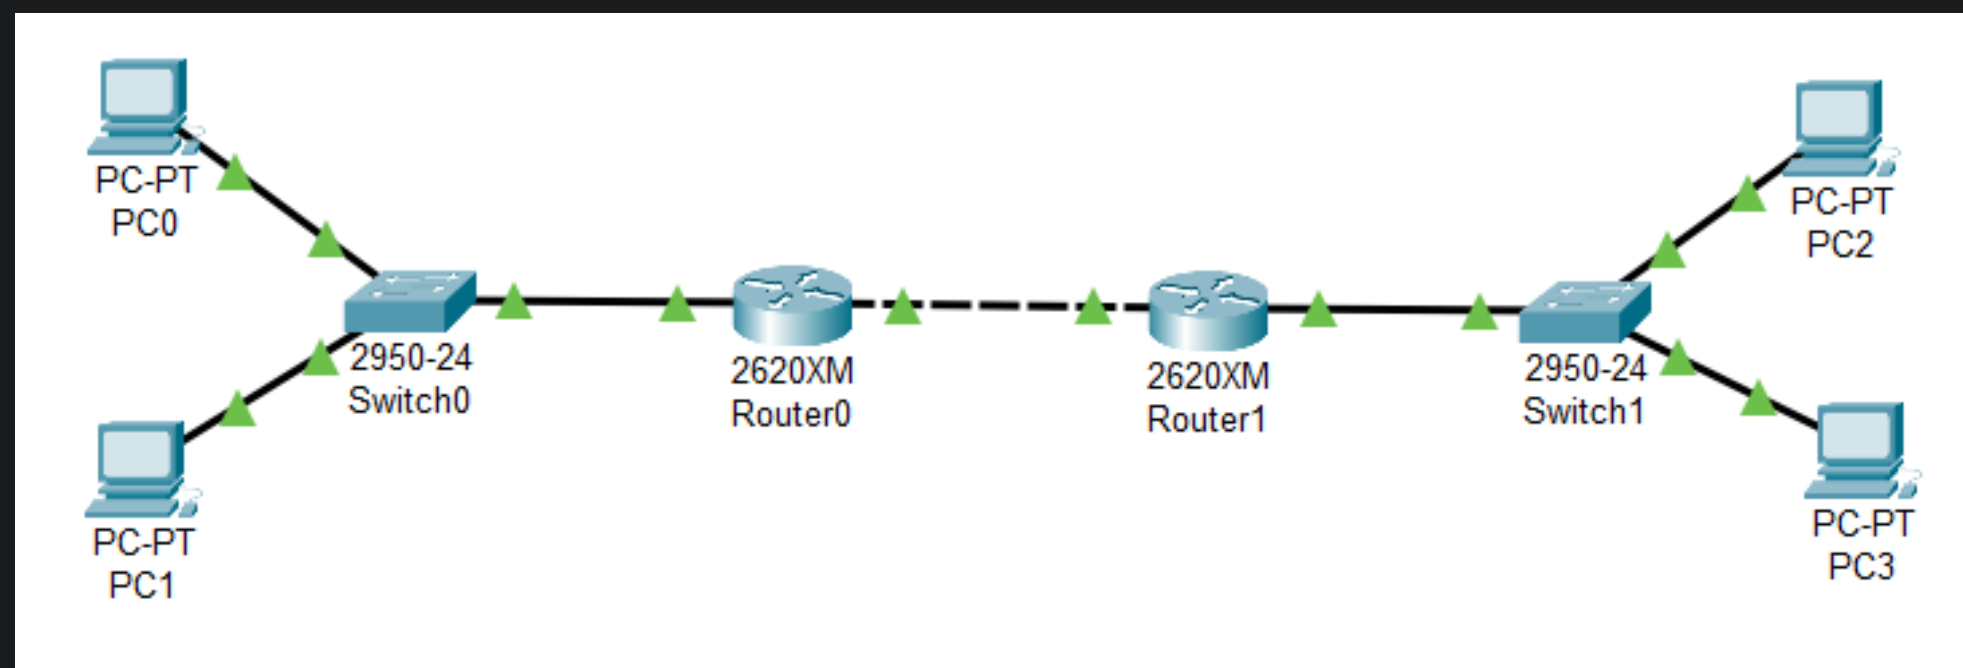 PC-PT
PC0
PC-PT
PC1
2950-24
Switch0
2620XM
Router0
2620XM
Router1
2950-24
Switch1
PC-PT
PC2
PC-PT
PC3